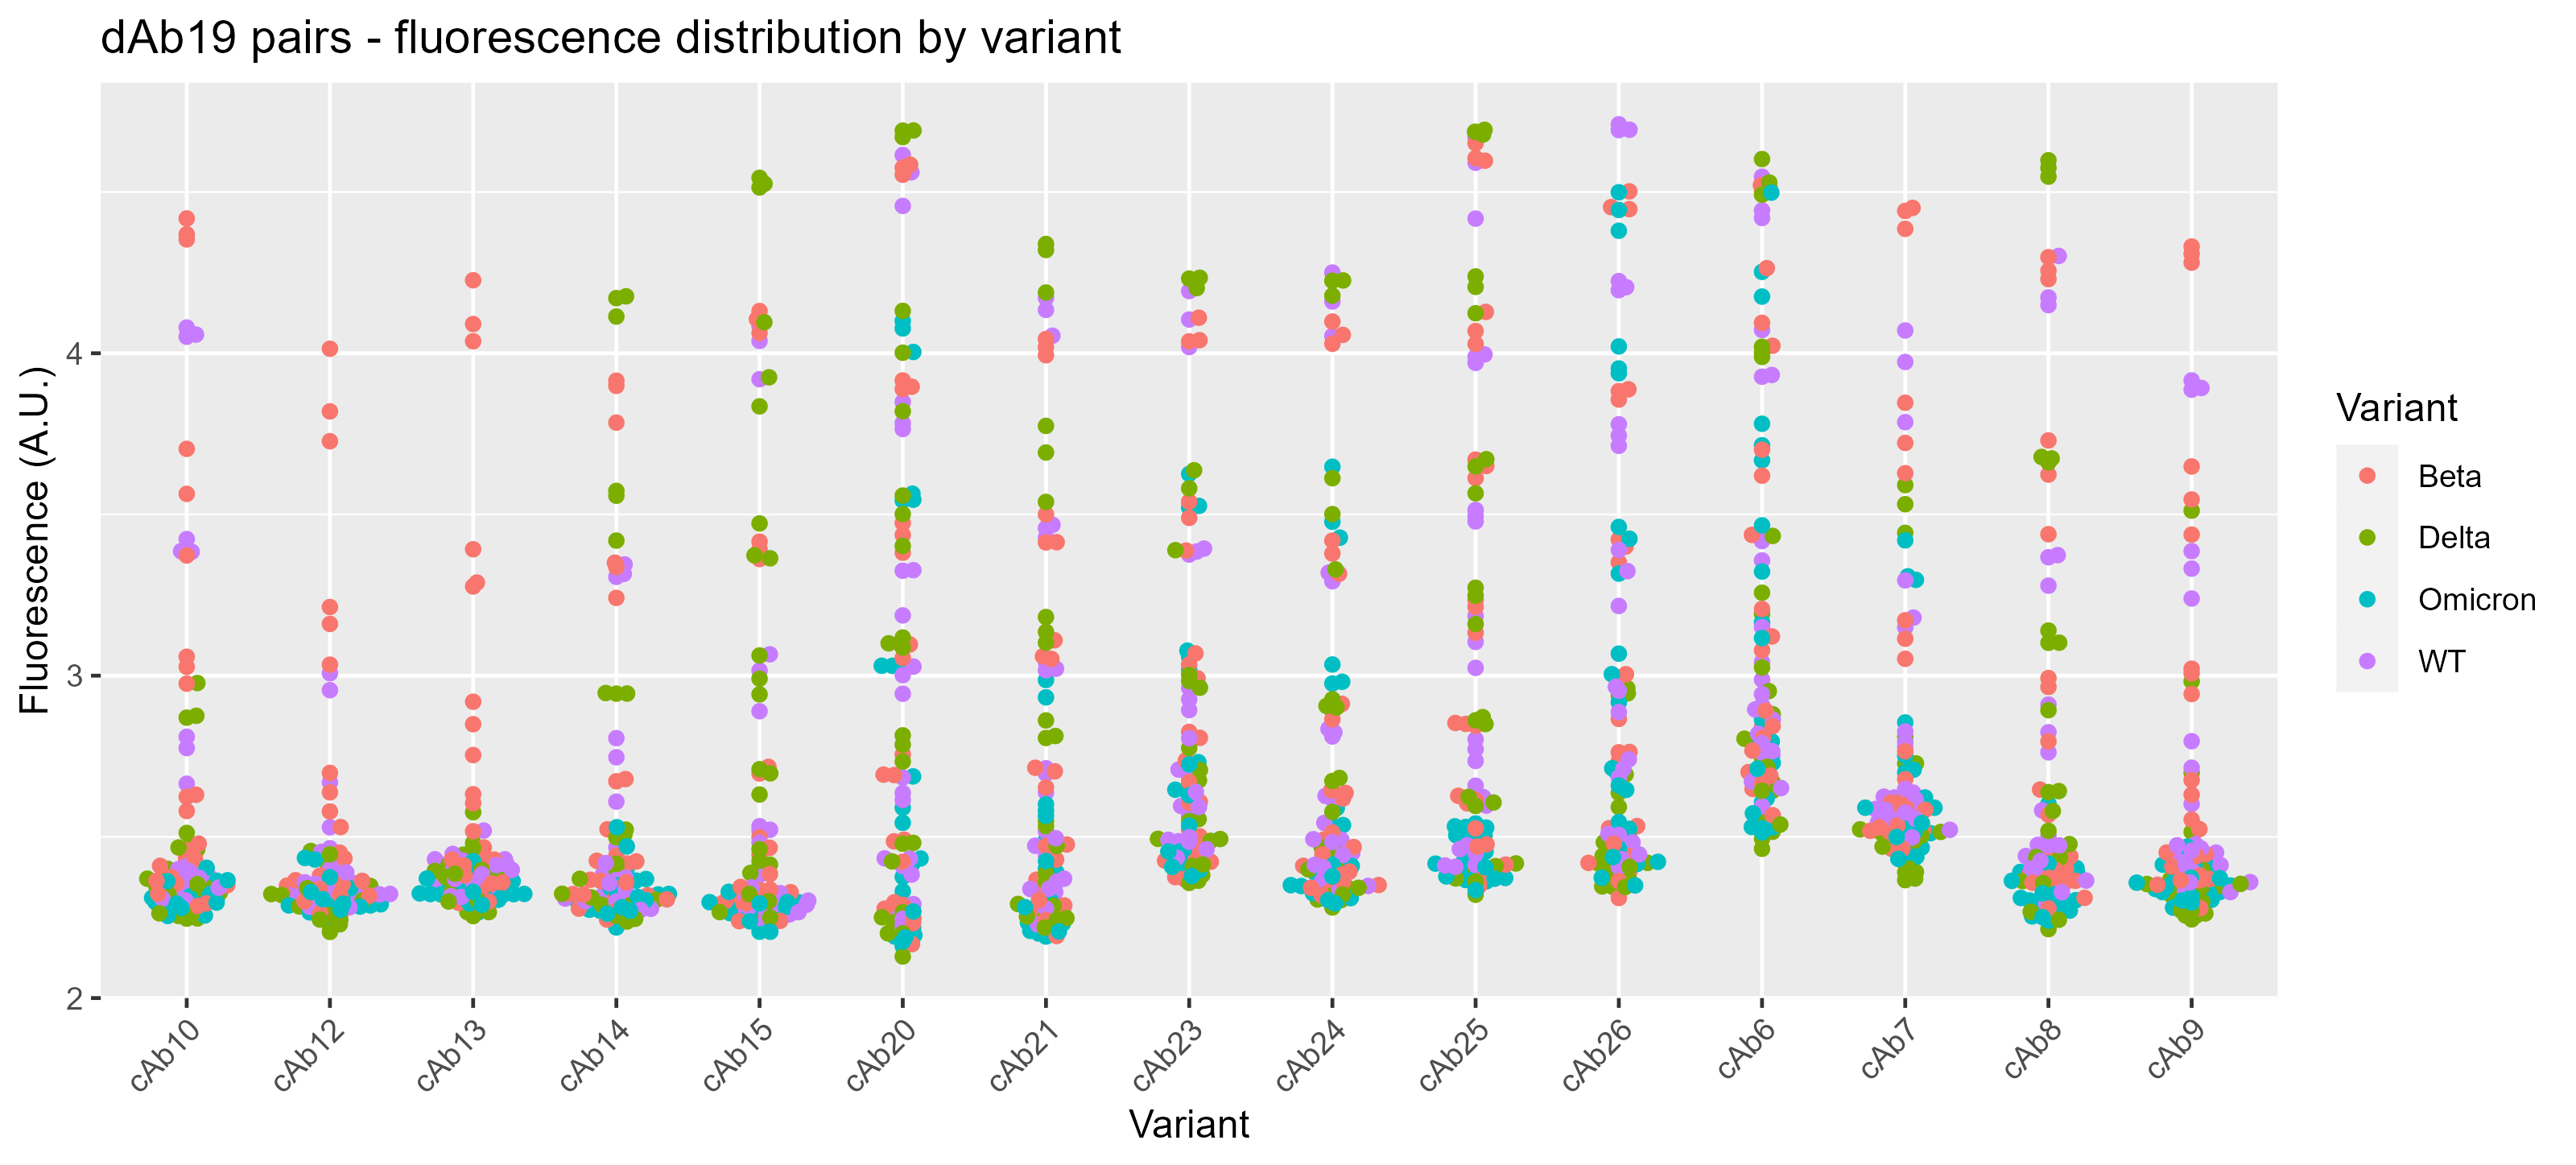 dAb19 pairs - fluorescence distribution by variant
Fluorescence (A.U.)
4
3
2
cAb10
cAb12
cAb13
cAb14
cAb15
cAb20
cAb21
cAb23
cAb24
cAb25
cAb26
cAb6
cAb7
cAb8
cAb9
Variant
Variant
Beta
Delta
Omicron
WT